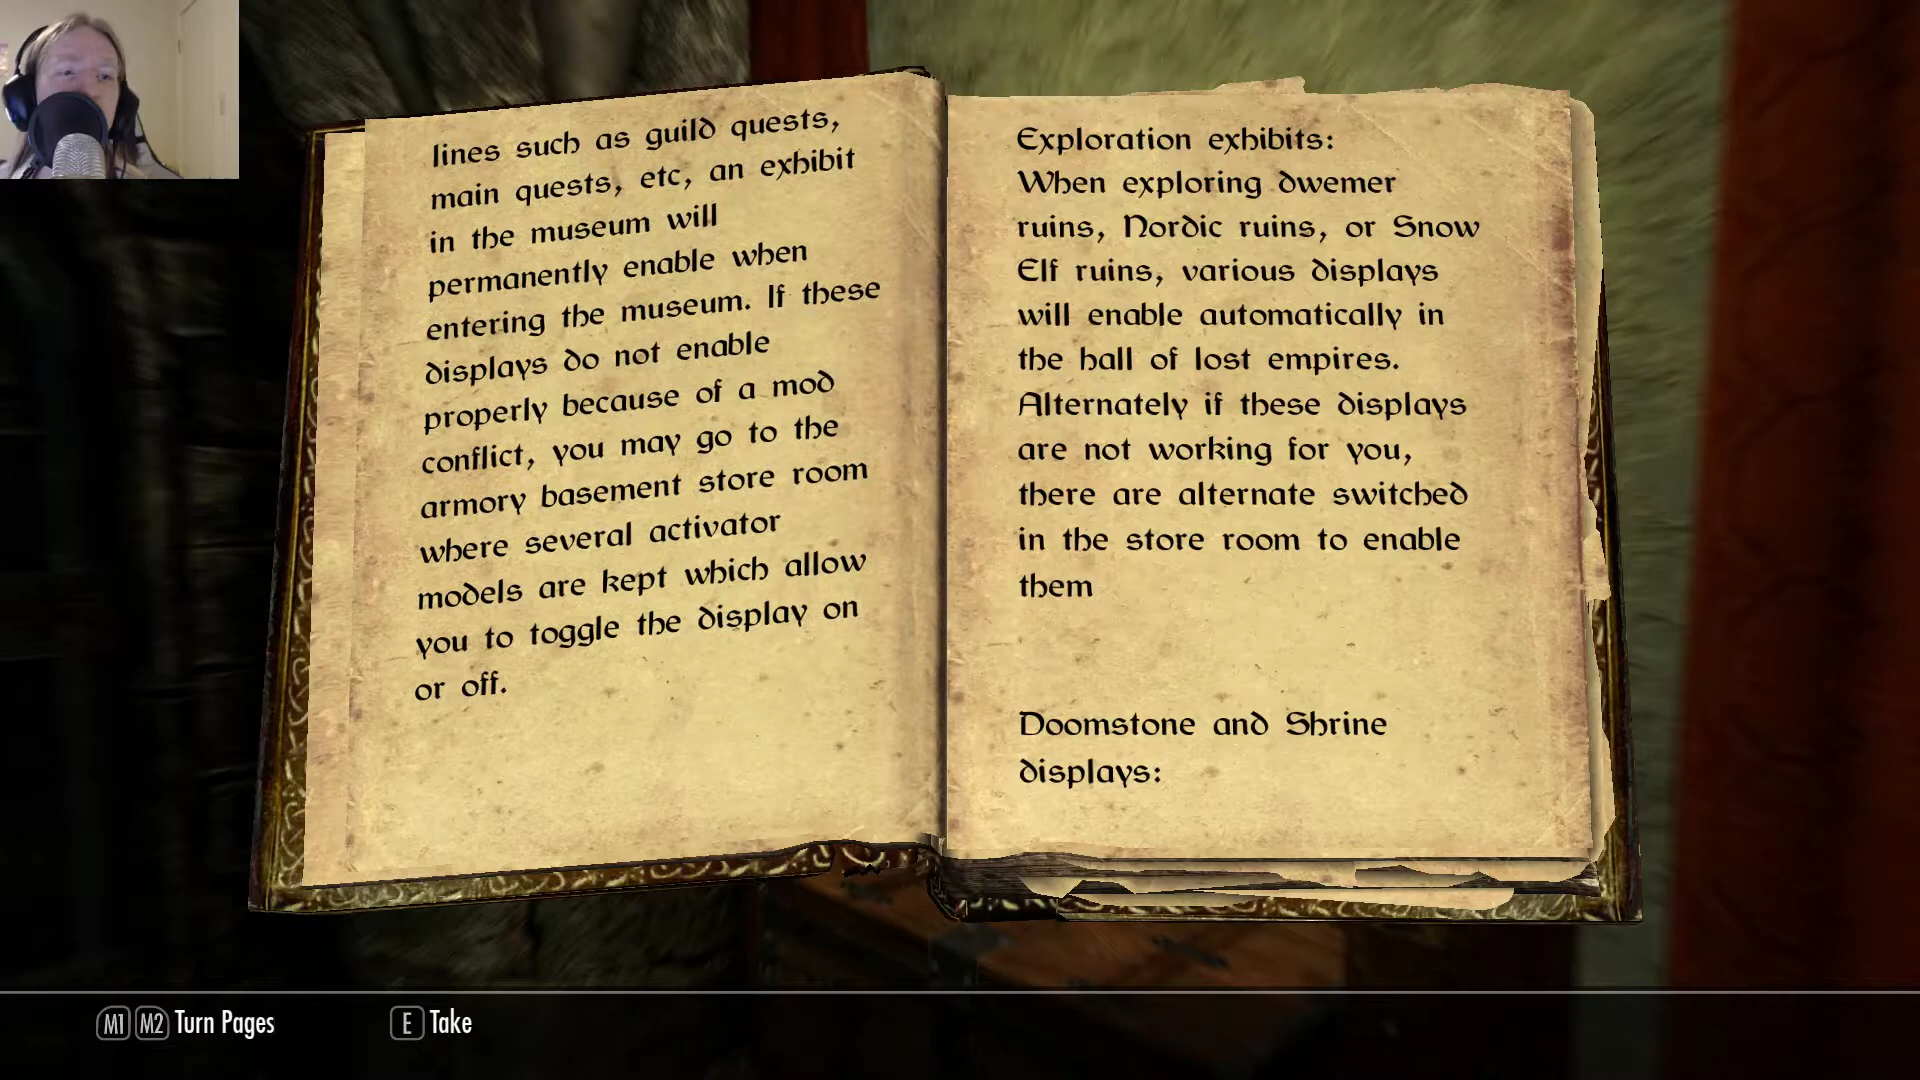 lines such as guild quests,
main quests, etc, an exhibit
in the museum will
permanently enable when
entering the museum. If these
displays do not enable
properly because of a mod
conflict, you may go to the
armory basement store room
where several activator
models are kept which allow
you to toggle the display on
or off.
Exploration exhibits:
When exploring dwemer
ruins, Nordic ruins, or Snow
Elf ruins, various displays
will enable automatically in
the hall of lost empires.
Alternately if these displays
are not working for you,
there are alternate switched
in the store room to enable
them
Doomstone and Shrine
displays:
M1 M2 Turn Pages
E Take